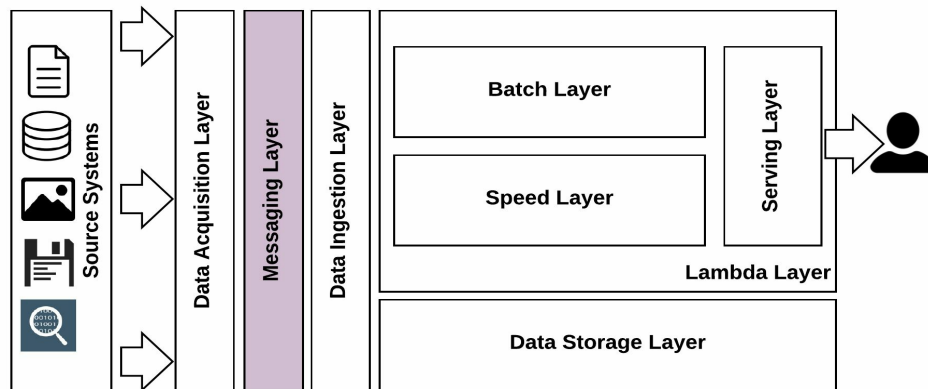 Source Systems
Data Acquisition Layer
Messaging Layer
Data Ingestion Layer
Batch Layer
Speed Layer
Serving Layer
Lambda Layer
Data Storage Layer